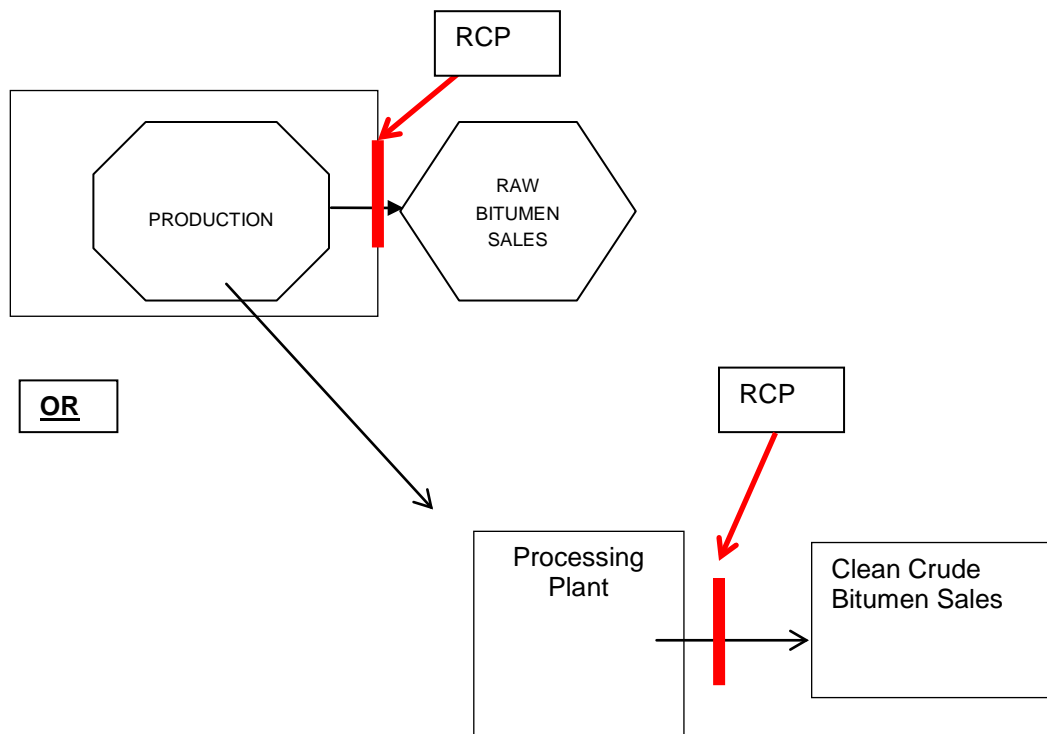 RCP
PRODUCTION
RAW
BITUMEN
SALES
OR
RCP
Processing
Plant
Clean Crude
Bitumen Sales